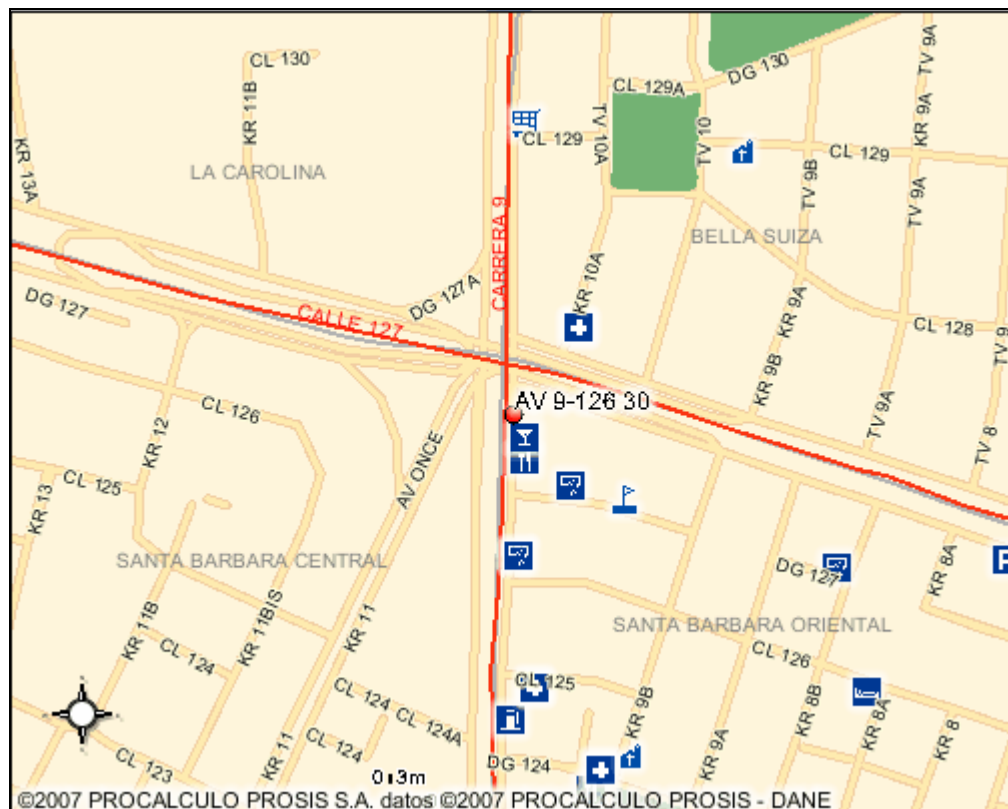 CL 130
DG 130
TV 9A
CL 129A
KR 11B
TV 10A
TV 10
KR 9A
CL 129
CL 129
KR 13A
LA CAROLINA
TV 9B
TV 9A
CARRERA 9
BELLA SUIZA
KR 10A
DG 127A
DG 127
CALLE 127
KR 9A
CL 128
TV 9
KR 9B
AV 9-126 30
CL 126
TV 9A
TV 8
KR 12
AV ONCE
CL 125
KR 13
SANTA BARBARA CENTRAL
DG 127
KR 8A
P
KR 11B
KR 11BIS
KR 11
SANTA BARBARA ORIENTAL
CL 124
CL 126
CL 125
CL 124
CL 124A
KR 9B
KR 9A
KR 8B
KR 8A
KR 8
CL 124
KR 11
DG 124
CL 123
©2007 PROCALCULO PROSIS S.A. datos ©2007 PROCALCULO PROSIS - DANE